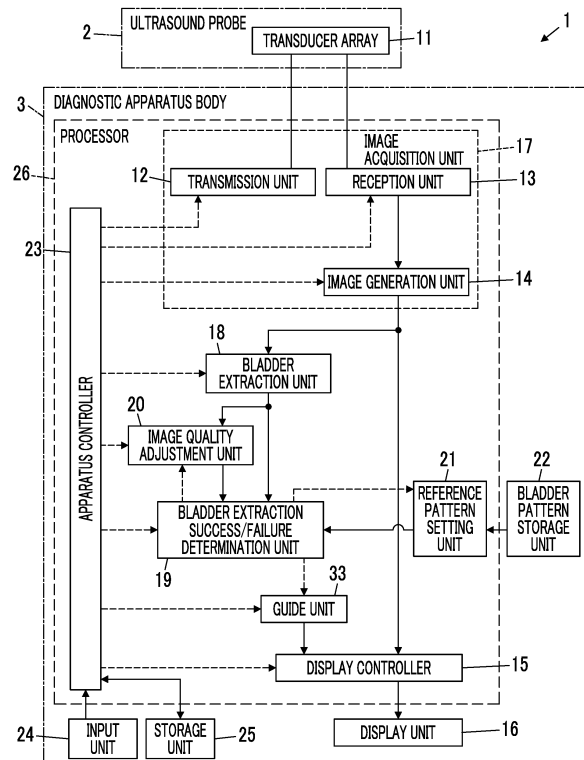 1
2
ULTRASOUND PROBE
TRANSDUCER ARRAY
11
3
DIAGNOSTIC APPARATUS BODY
PROCESSOR
IMAGE
ACQUISITION UNIT
17
26
12
TRANSMISSION UNIT
RECEPTION UNIT
13
23
IMAGE GENERATION UNIT
14
18
BLADDER
EXTRACTION UNIT
APPARATUS CONTROLLER
20
IMAGE QUALITY
ADJUSTMENT UNIT
21
22
REFERENCE
PATTERN
SETTING
UNIT
BLADDER
PATTERN
STORAGE
UNIT
BLADDER EXTRACTION
SUCCESS/FAILURE
DETERMINATION UNIT
19
33
GUIDE UNIT
DISPLAY CONTROLLER
15
24
INPUT
UNIT
STORAGE
UNIT
25
DISPLAY UNIT
16